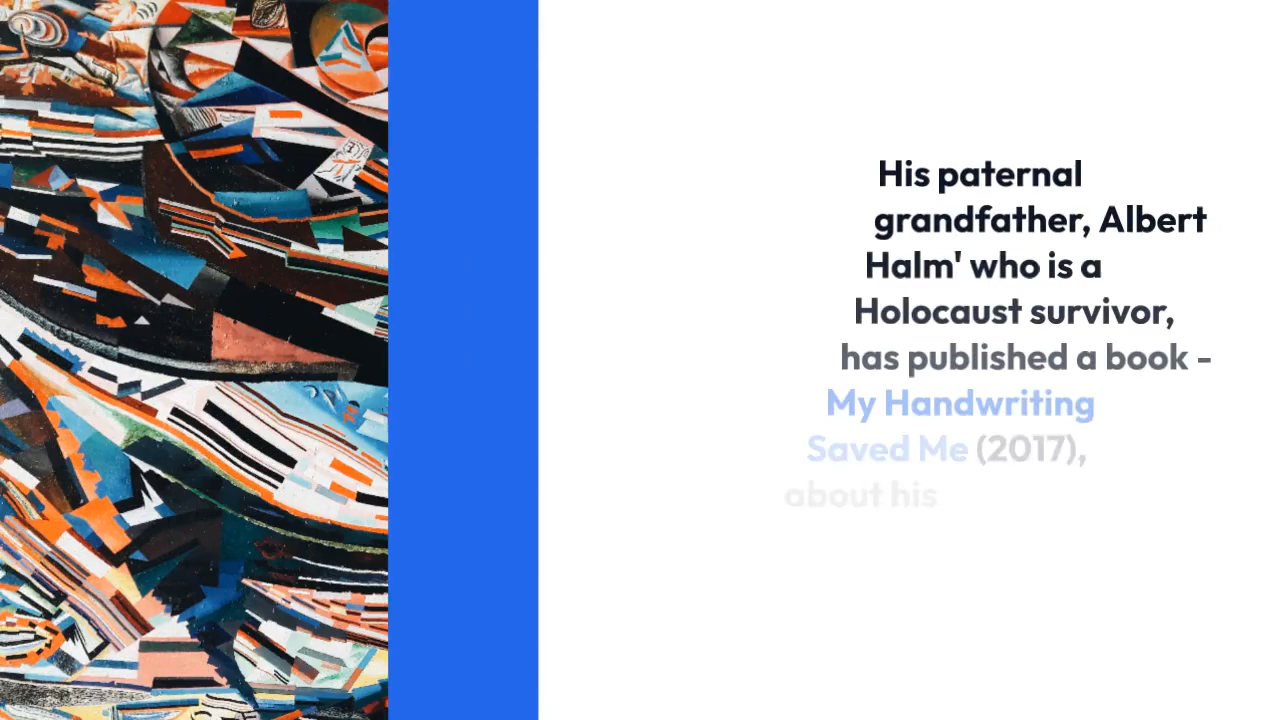 His paternal
grandfather, Albert
Halm' who is a
Holocaust survivor,
has published a book -
My Handwriting
Saved Me (2017),
about his